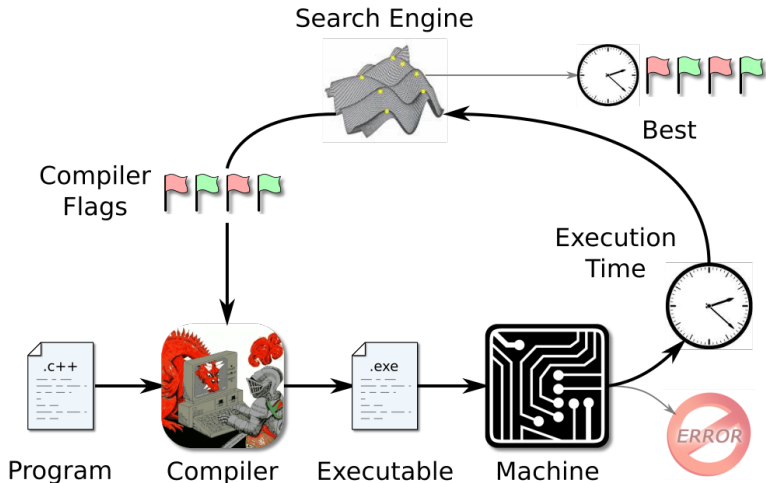 Search Engine
Best
Compiler
Flags
Execution
Time
.c++
.exe
ERROR
Program
Compiler
Executable
Machine